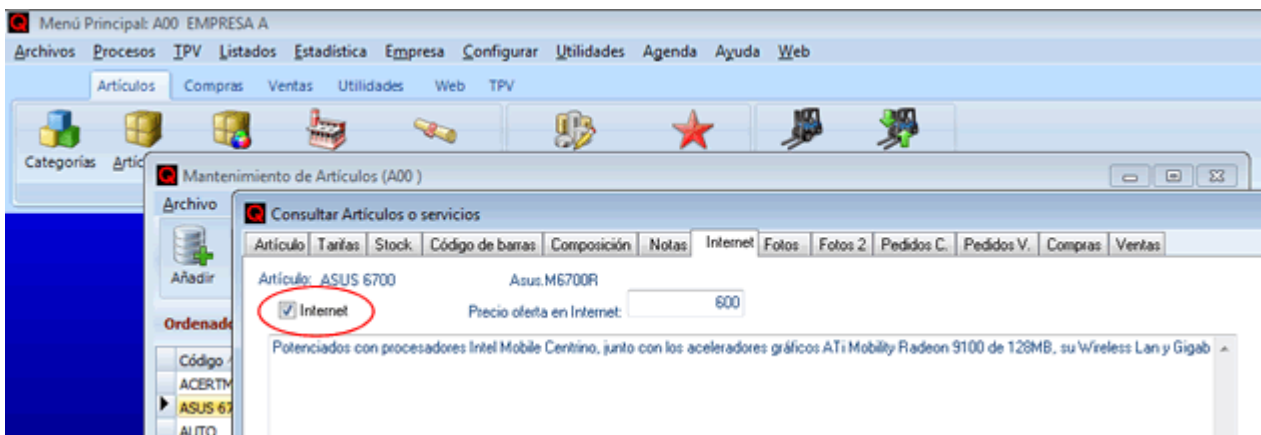 Menú Principal: A00 EMPRESA A
Archivos Procesos TPV Listados Estadística Empresa Configurar Utilidades Agenda Ayuda Web
Artículos Compras Ventas Utilidades Web TPV
Categorías
Mantenimiento de Artículos (A00 )
Archivo
Consultar Artículos o servicios
Artículo Tarifas Stock Código de barras Composición Notas Internet Fotos Fotos 2 Pedidos C. Pedidos V. Compras Ventas
Añadir
Artículo: ASUS 6700 Asus.M6700R
Internet Precio oferta en Internet: 600
Potenciados con procesadores Intel Mobile Centrino, junto con los aceleradores gráficos ATi Mobility Radeon 9100 de 128MB, su Wireless Lan y Gigab
Código
ASUS 67
AUTO